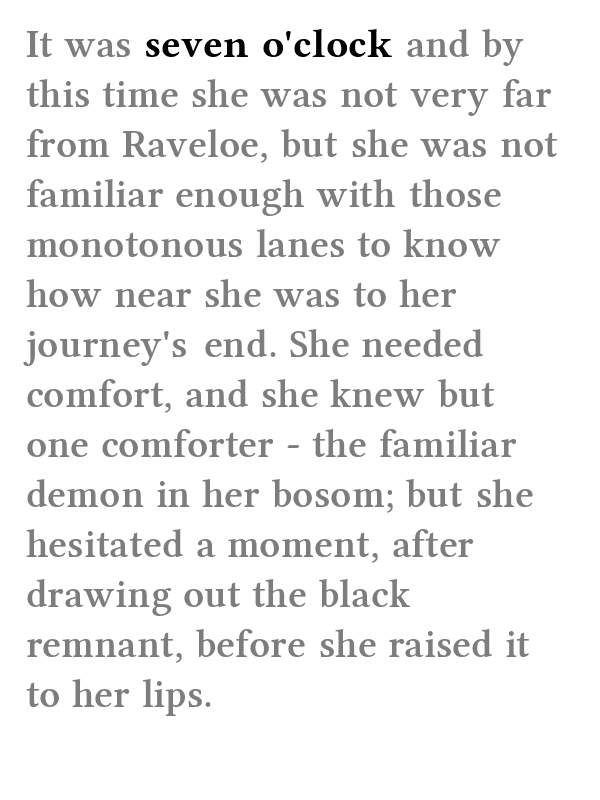 It was seven o'clock and by
this time she was not very far
from Raveloe, but she was not
familiar enough with those
monotonous lanes to know
how near she was to her
journey's end. She needed
comfort, and she knew but
one comforter - the familiar
demon in her bosom; but she
hesitated a moment, after
drawing out the black
remnant, before she raised it
to her lips.